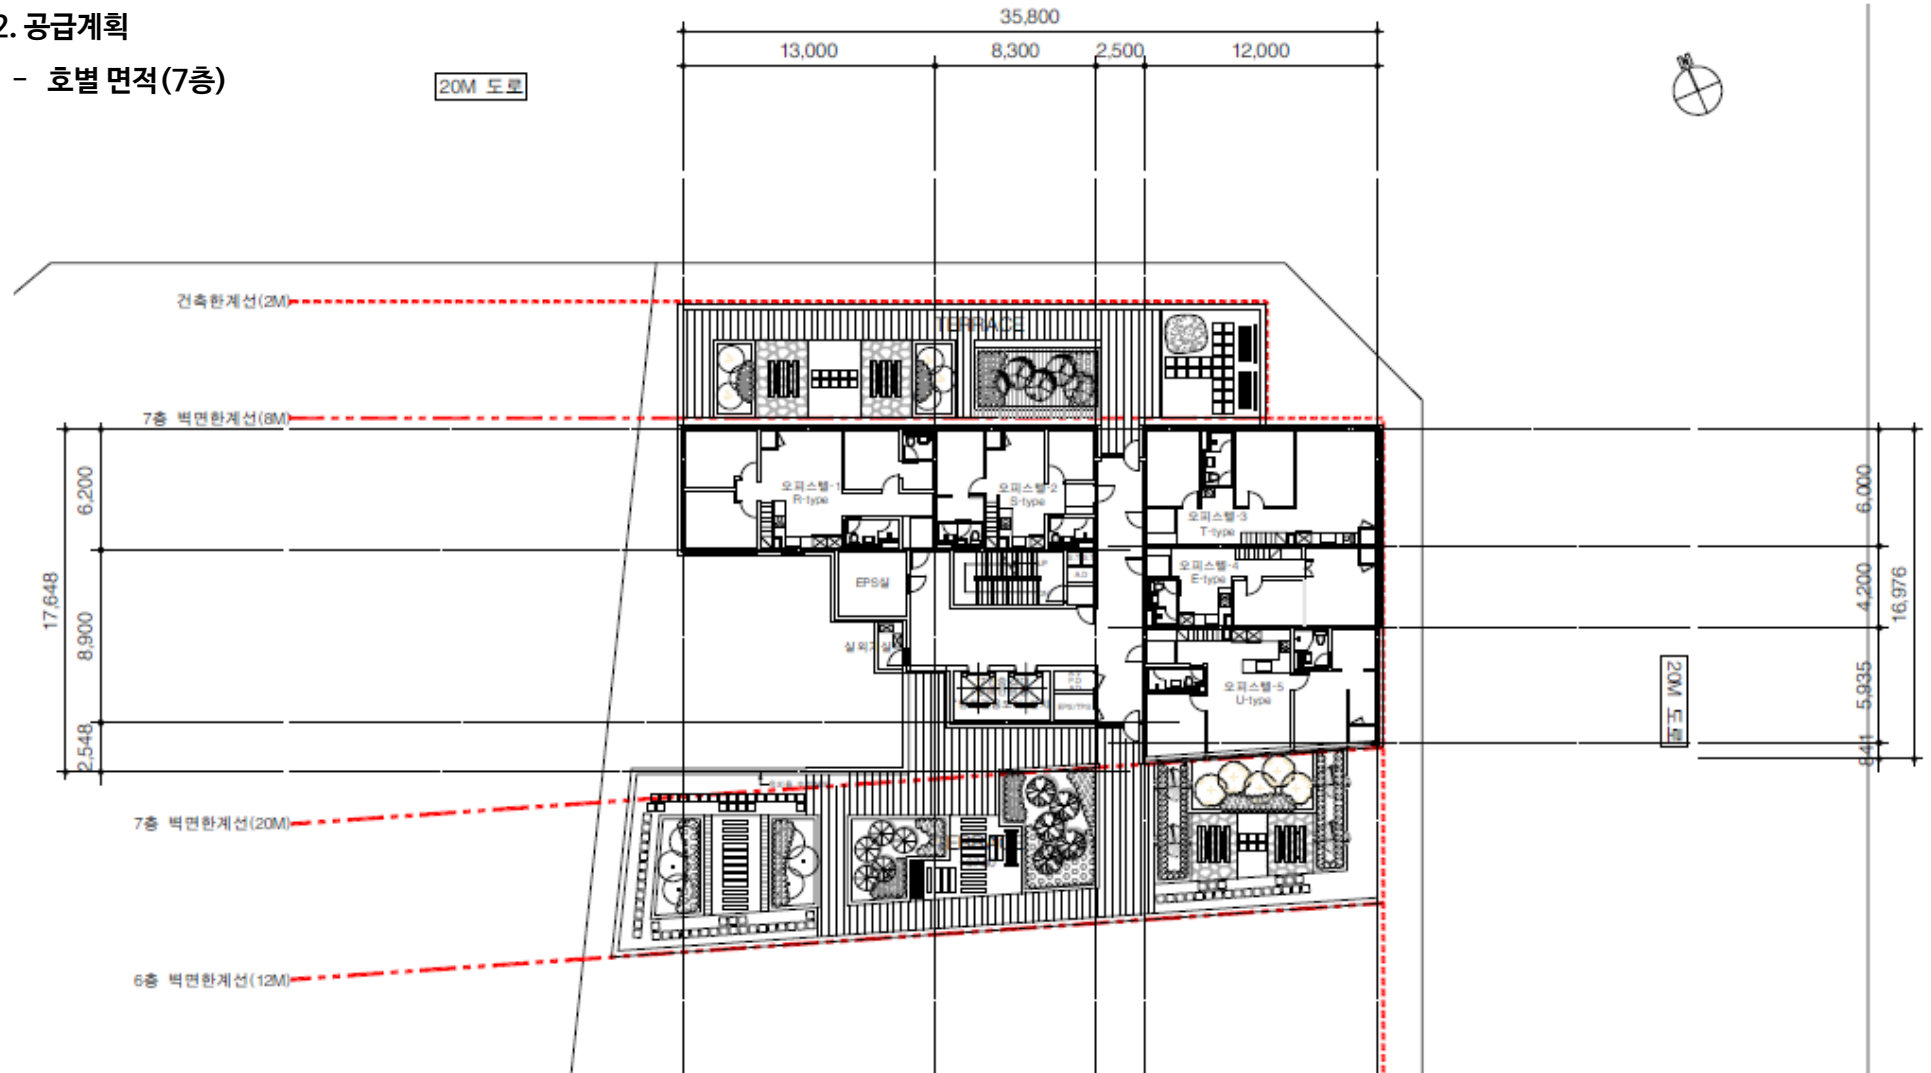 2. 공급계획
- 호별 면적(7층)
20M 도로
35,800
13,000
8,300
2,500
12,000
N
건축한계선(2M)
TERRACE
7층 벽면한계선(8M)
6,200
17,648
8,900
2,548
오피스텔-1
R-type
오피스텔-2
S-type
오피스텔-3
T-type
오피스텔-4
E-type
오피스텔-5
U-type
EPS실
UP
A.D
P.D
EPS/TPS
6,000
4,200
16,976
5,935
841
20M 도로
7층 벽면한계선(20M)
6층 벽면한계선(12M)